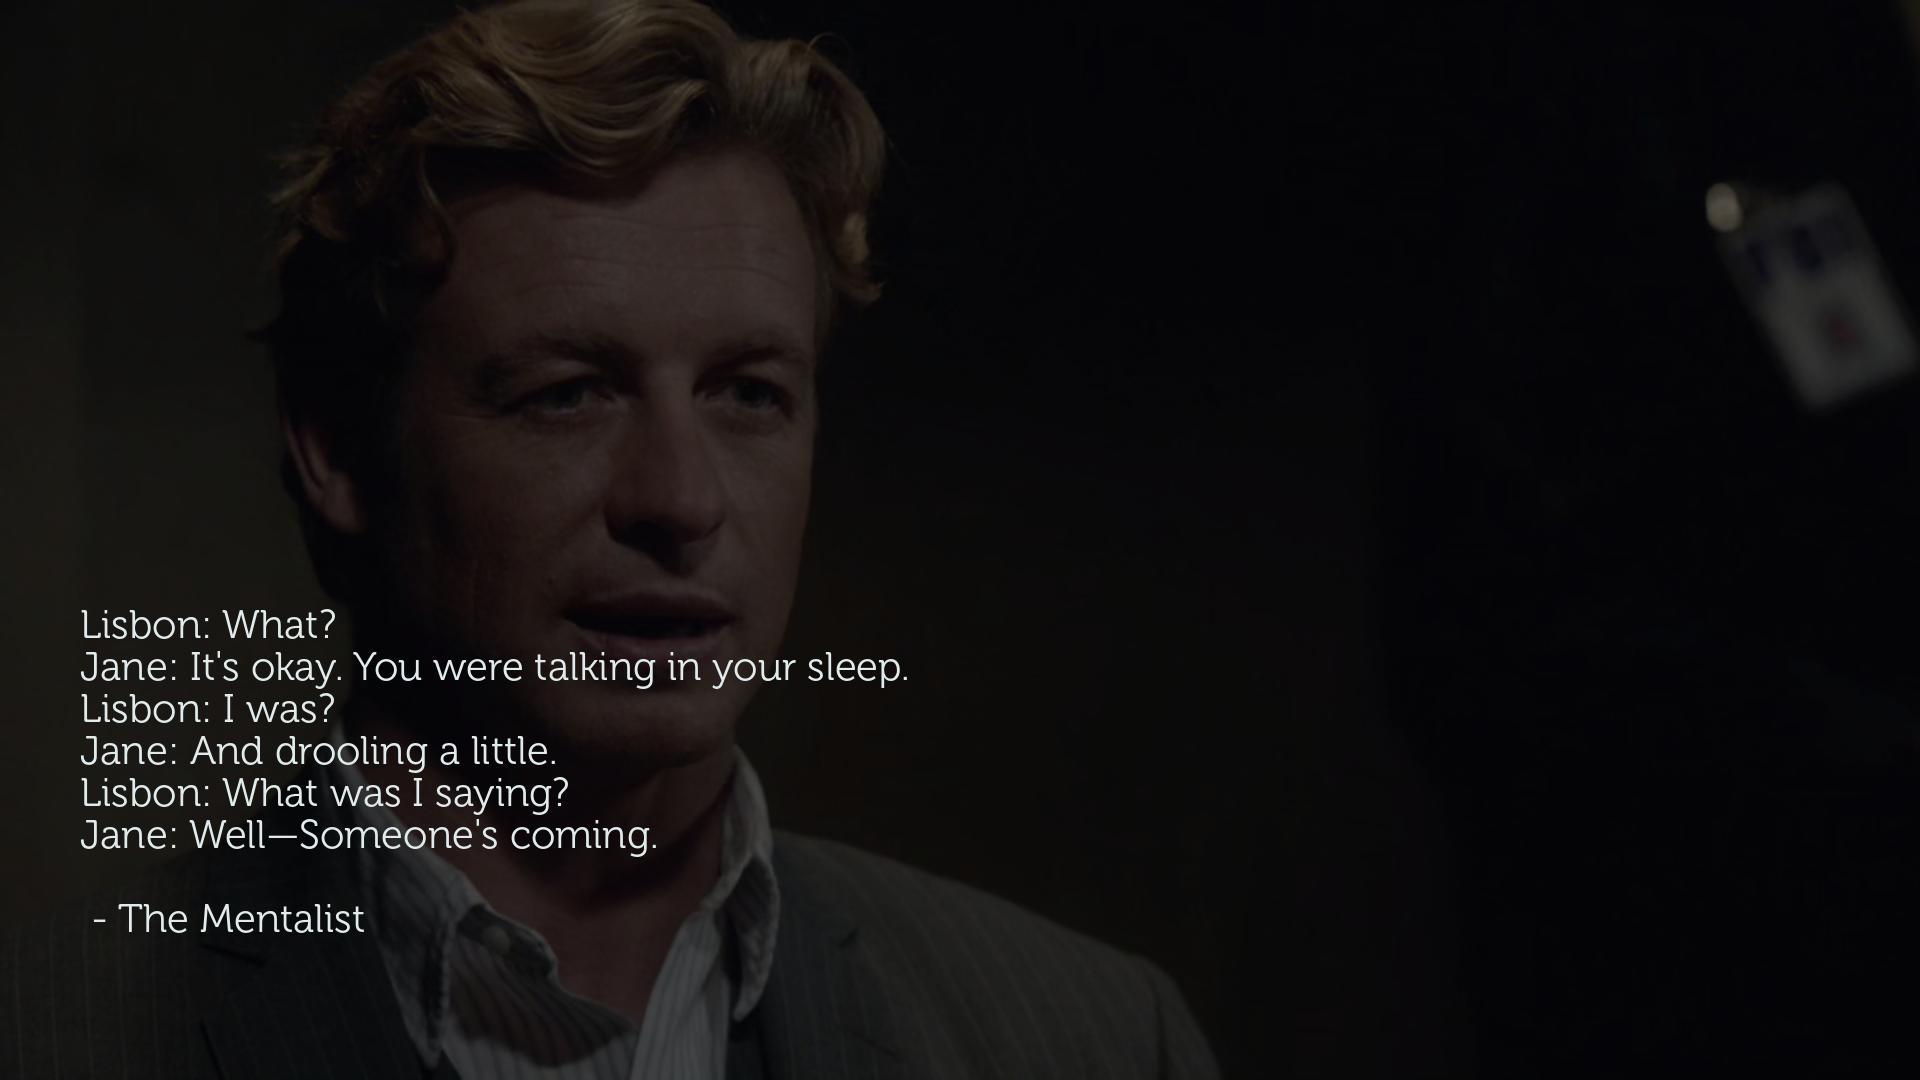 Lisbon: What?
Jane: It's okay. You were talking in your sleep.
Lisbon: I was?
Jane: And drooling a little.
Lisbon: What was I saying?
Jane: Well—Someone's coming.
- The Mentalist